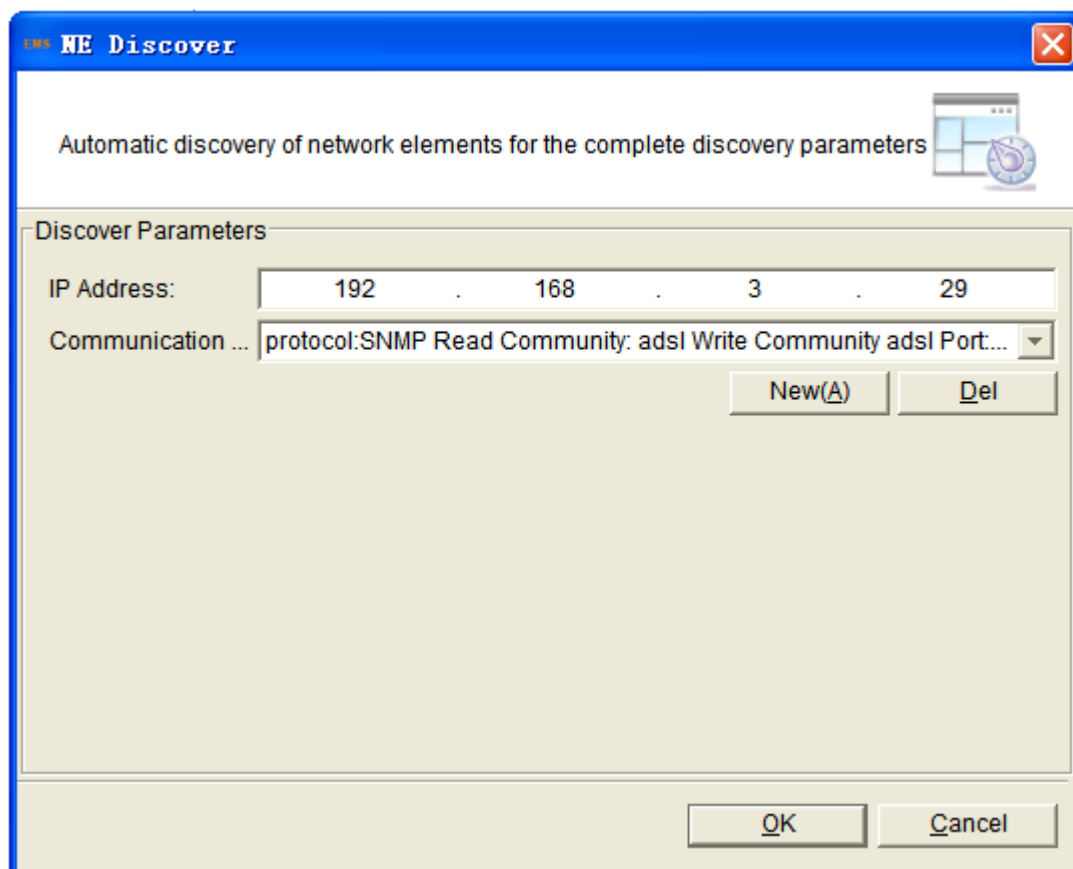 EMS NE Discover
Automatic discovery of network elements for the complete discovery parameters
Discover Parameters
IP Address: 192 . 168 . 3 . 29
Communication ... protocol:SNMP Read Community: adsl Write Community adsl Port:...
New(A) Del
OK Cancel